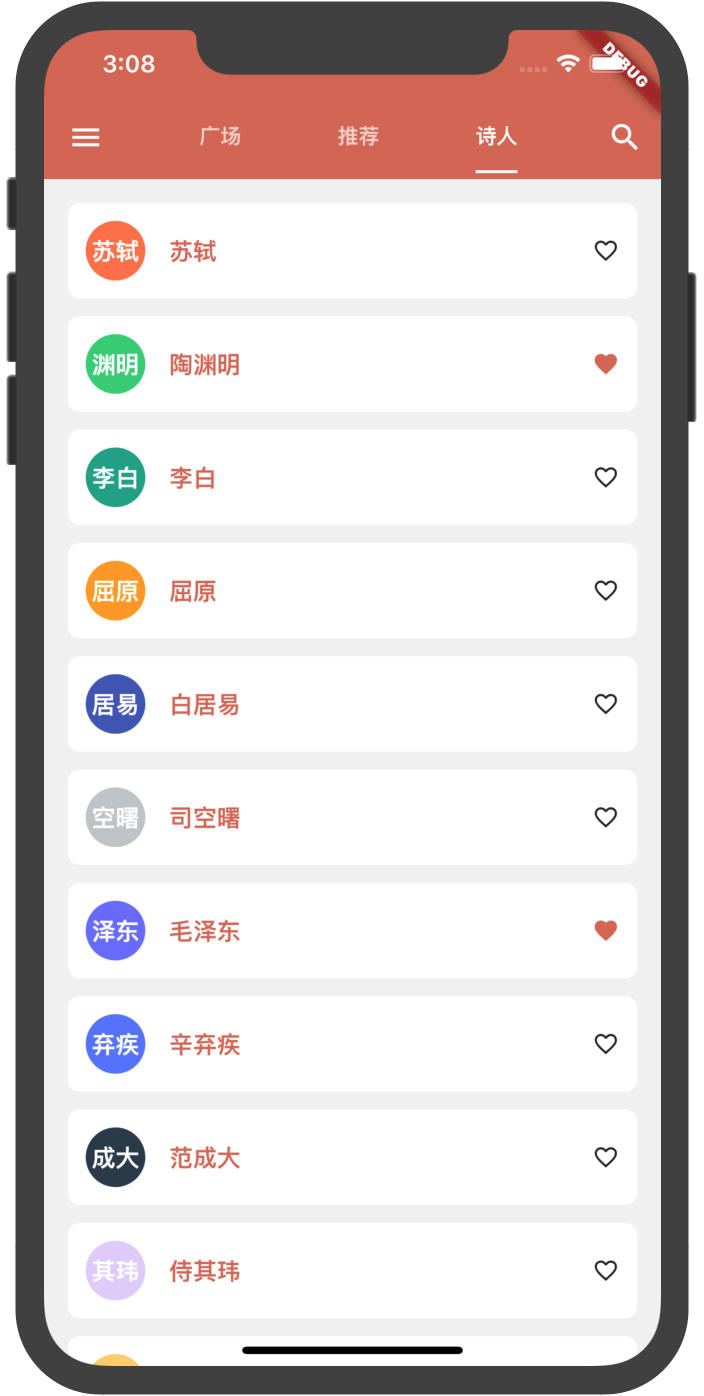 3:08
DEBUG
广场 推荐 诗人
苏轼 苏轼
渊明 陶渊明
李白 李白
屈原 屈原
居易 白居易
空曙 司空曙
泽东 毛泽东
弃疾 辛弃疾
成大 范成大
其玮 侍其玮